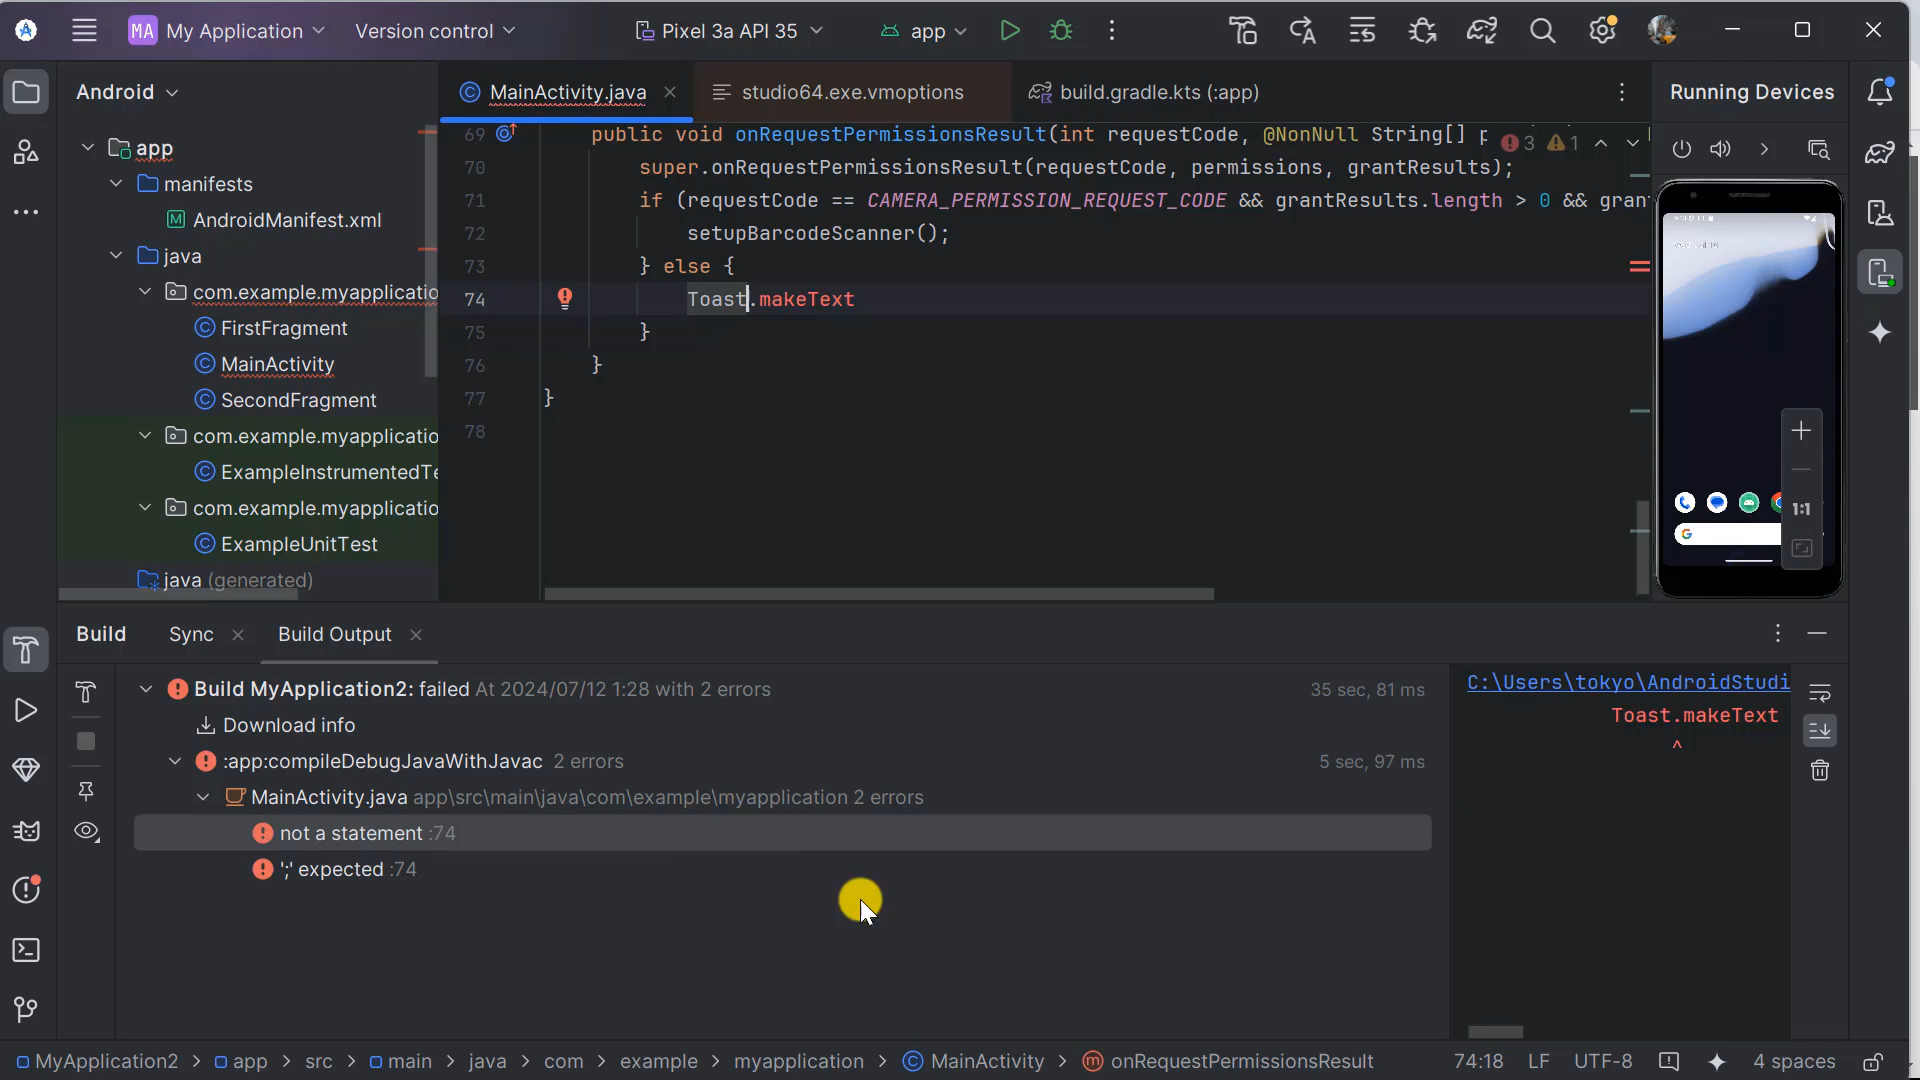 MA My Application Version control Pixel 3a API 35 app
Android MainActivity.java studio64.exe.vmoptions build.gradle.kts (:app) Running Devices
app
manifests
AndroidManifest.xml
java
com.example.myapplicatio
FirstFragment
MainActivity
SecondFragment
com.example.myapplicatio
ExampleInstrumentedTe
com.example.myapplicatio
ExampleUnitTest
java (generated)
69 public void onRequestPermissionsResult(int requestCode, @NonNull String[] p 3 1
70 super.onRequestPermissionsResult(requestCode, permissions, grantResults);
71 if (requestCode == CAMERA_PERMISSION_REQUEST_CODE && grantResults.length > 0 && gran
72 setupBarcodeScanner();
73 } else {
74 Toast.makeText
75 }
76 }
77 }
78
1:1
Build Sync Build Output
Build MyApplication2: failed At 2024/07/12 1:28 with 2 errors 35 sec, 81 ms
Download info
:app:compileDebugJavaWithJavac 2 errors 5 sec, 97 ms
MainActivity.java app\src\main\java\com\example\myapplication 2 errors
not a statement :74
';' expected :74
C:\Users\tokyo\AndroidStudi
Toast.makeText
^
MyApplication2 > app > src > main > java > com > example > myapplication > MainActivity > onRequestPermissionsResult 74:18 LF UTF-8 4 spaces